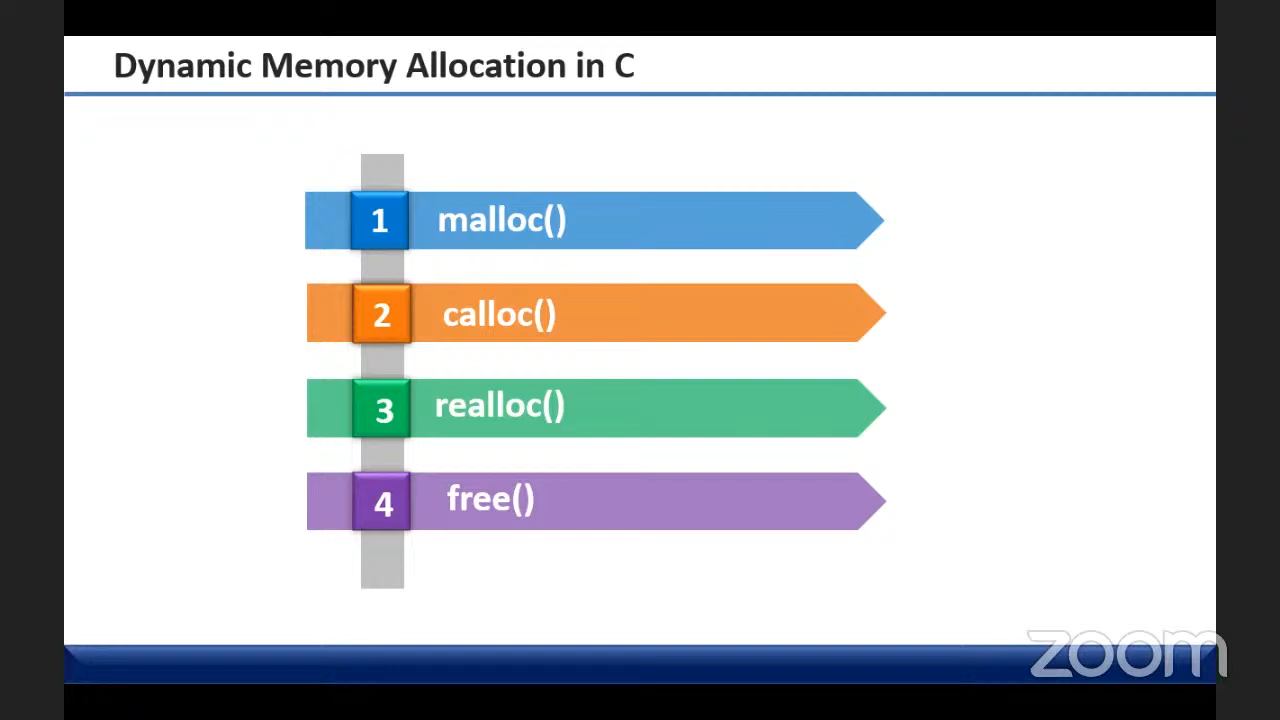 Dynamic Memory Allocation in C
1 malloc()
2 calloc()
3 realloc()
4 free()
zoom